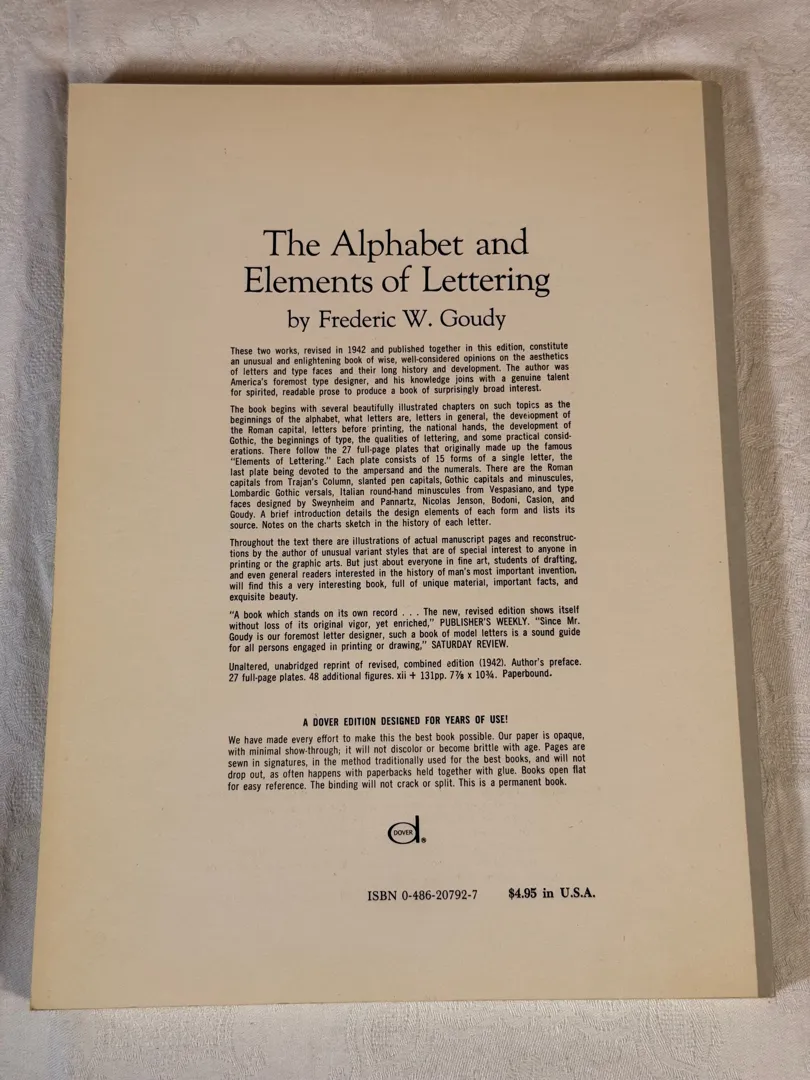 The Alphabet and
Elements of Lettering
by Frederic W. Goudy
These two works, revised in 1942 and published together in this edition, constitute
an unusual and enlightening book of wise, well-considered opinions on the aesthetics
of letters and type faces and their long history and development. The author was
America's foremost type designer, and his knowledge joins with a genuine talent
for spirited, readable prose to produce a book of surprisingly broad interest.
The book begins with several beautifully illustrated chapters on such topics as the
beginnings of the alphabet, what letters are, letters in general, the development of
the Roman capital, letters before printing, the national hands, the development of
Gothic, the beginnings of type, the qualities of lettering, and some practical consid-
erations. There follow the 27 full-page plates that originally made up the famous
"Elements of Lettering." Each plate consists of 15 forms of a single letter, the
last plate being devoted to the ampersand and the numerals. There are the Roman
capitals from Trajan's Column, slanted pen capitals, Gothic capitals and minuscules,
Lombardic Gothic versals, Italian round-hand minuscules from Vespasiano, and type
faces designed by Sweynheim and Pannartz, Nicolas Jenson, Bodoni, Caslon, and
Goudy. A brief introduction details the design elements of each form and lists its
source. Notes on the charts sketch in the history of each letter.
Throughout the text there are illustrations of actual manuscript pages and reconstruc-
tions by the author of unusual variant styles that are of special interest to anyone in
printing or the graphic arts. But just about everyone in fine art, students of drafting,
and even general readers interested in the history of man's most important invention,
will find this a very interesting book, full of unique material, important facts, and
exquisite beauty.
"A book which stands on its own record . . . The new, revised edition shows itself
without loss of its original vigor, yet enriched," PUBLISHER'S WEEKLY. "Since Mr.
Goudy is our foremost letter designer, such a book of model letters is a sound guide
for all persons engaged in printing or drawing," SATURDAY REVIEW.
Unaltered, unabridged reprint of revised, combined edition (1942). Author's preface.
27 full-page plates. 48 additional figures. xii + 131pp. 7⅞ x 10¾. Paperbound.
A DOVER EDITION DESIGNED FOR YEARS OF USE!
We have made every effort to make this the best book possible. Our paper is opaque,
with minimal show-through; it will not discolor or become brittle with age. Pages are
sewn in signatures, in the method traditionally used for the best books, and will not
drop out, as often happens with paperbacks held together with glue. Books open flat
for easy reference. The binding will not crack or split. This is a permanent book.
DOVER ®
ISBN 0-486-20792-7 $4.95 in U.S.A.